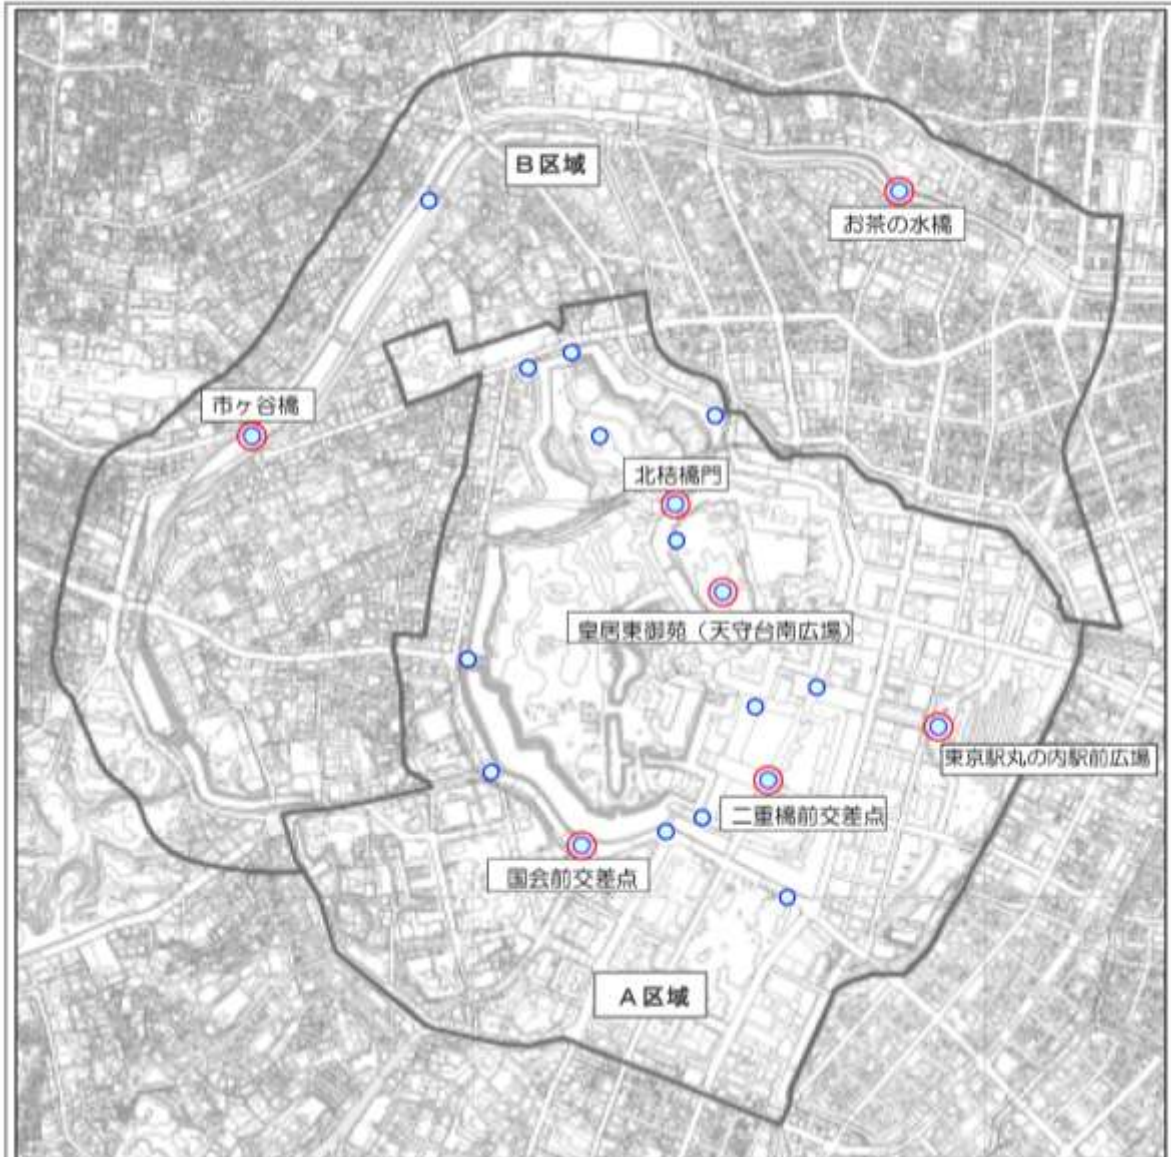 B区域
お茶の水橋
市ヶ谷橋
北桔橋門
皇居東御苑（天守台南広場）
東京駅丸の内駅前広場
二重橋前交差点
国会前交差点
A区域